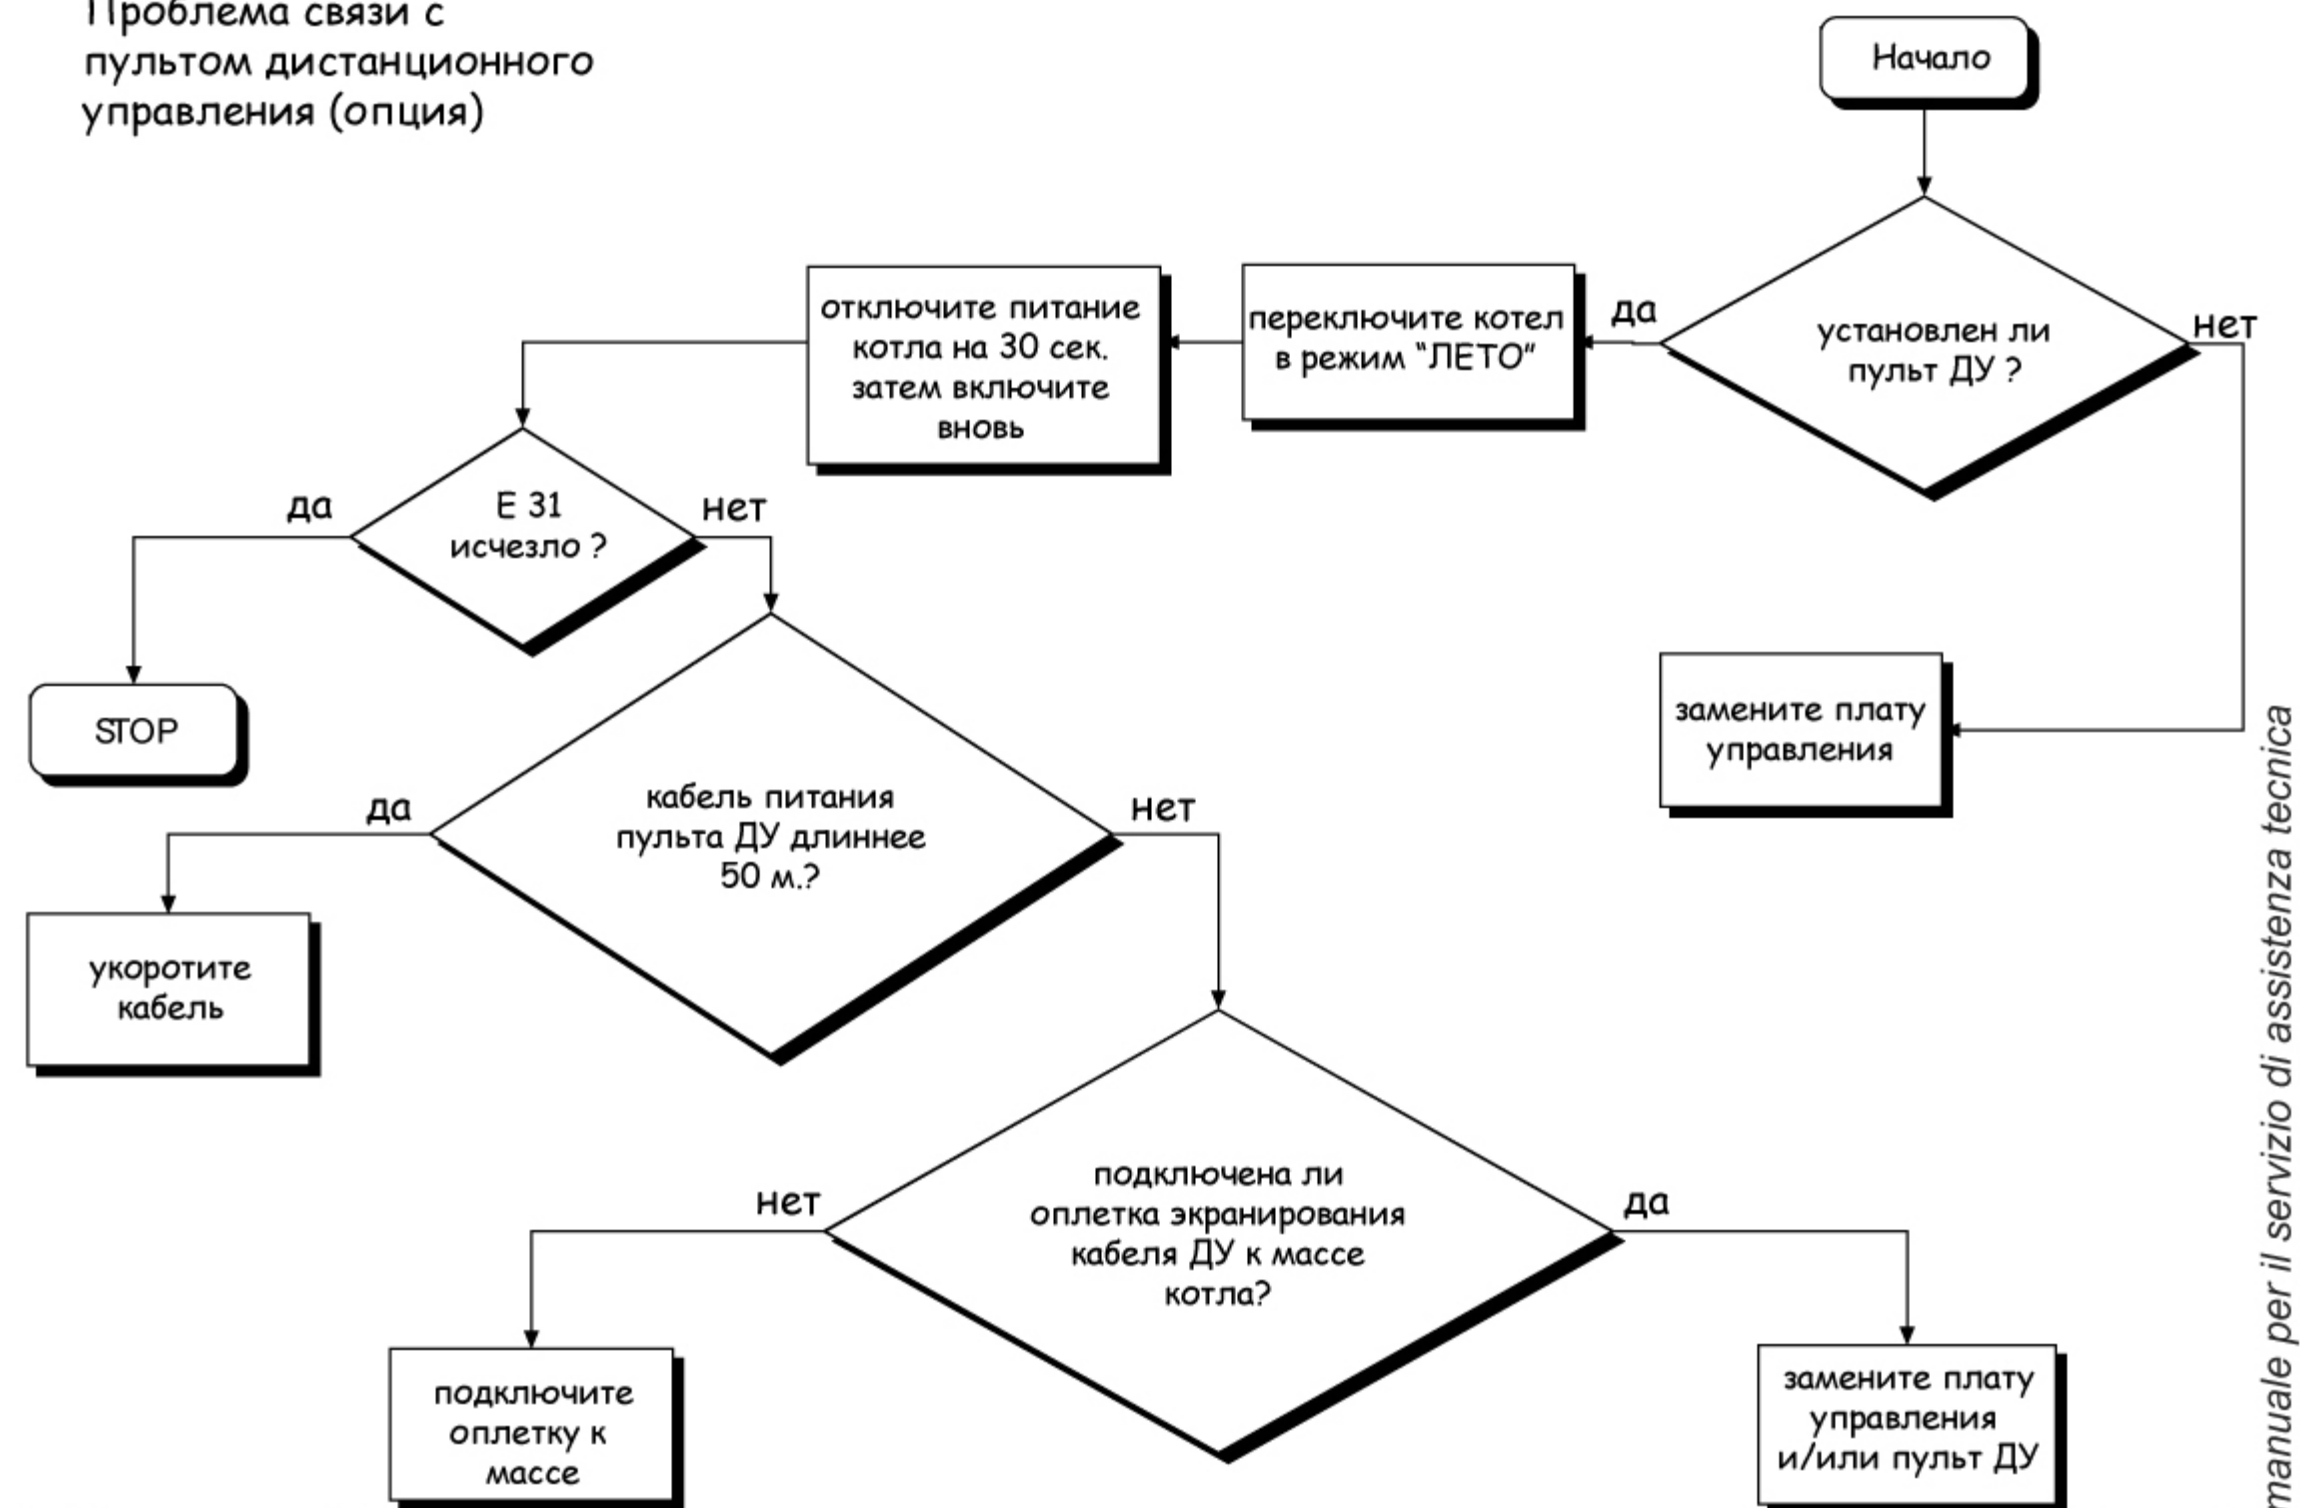 Проблема связи с
пультом дистанционного
управления (опция)
Начало
установлен ли
пульт ДУ ?
да
нет
переключите котел
в режим "ЛЕТО"
отключите питание
котла на 30 сек.
затем включите
вновь
E 31
исчезло ?
да
нет
STOP
замените плату
управления
кабель питания
пульта ДУ длиннее
50 м.?
да
нет
укоротите
кабель
подключена ли
оплетка экранирования
кабеля ДУ к массе
котла?
нет
да
подключите
оплетку к
массе
замените плату
управления
и/или пульт ДУ
manuale per il servizio di assistenza tecnica